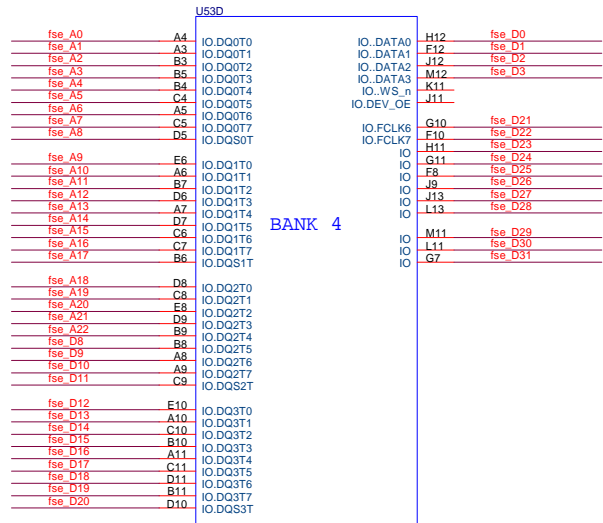 U53D
fse_A0 A4 IO.DQ0T0
fse_A1 A3 IO.DQ0T1
fse_A2 B3 IO.DQ0T2
fse_A3 B5 IO.DQ0T3
fse_A4 B4 IO.DQ0T4
fse_A5 C4 IO.DQ0T5
fse_A6 A5 IO.DQ0T6
fse_A7 C5 IO.DQ0T7
fse_A8 D5 IO.DQS0T
fse_A9 E6 IO.DQ1T0
fse_A10 A6 IO.DQ1T1
fse_A11 B7 IO.DQ1T2
fse_A12 D6 IO.DQ1T3
fse_A13 A7 IO.DQ1T4
fse_A14 D7 IO.DQ1T5
fse_A15 C6 IO.DQ1T6
fse_A16 C7 IO.DQ1T7
fse_A17 B6 IO.DQS1T
fse_A18 D8 IO.DQ2T0
fse_A19 C8 IO.DQ2T1
fse_A20 E8 IO.DQ2T2
fse_A21 D9 IO.DQ2T3
fse_A22 B9 IO.DQ2T4
fse_D8 B8 IO.DQ2T5
fse_D9 A8 IO.DQ2T6
fse_D10 A9 IO.DQ2T7
fse_D11 C9 IO.DQS2T
fse_D12 E10 IO.DQ3T0
fse_D13 A10 IO.DQ3T1
fse_D14 C10 IO.DQ3T2
fse_D15 B10 IO.DQ3T3
fse_D16 A11 IO.DQ3T4
fse_D17 C11 IO.DQ3T5
fse_D18 D11 IO.DQ3T6
fse_D19 B11 IO.DQ3T7
fse_D20 D10 IO.DQS3T
BANK 4
IO..DATA0 H12 fse_D0
IO..DATA1 F12 fse_D1
IO..DATA2 J12 fse_D2
IO..DATA3 M12 fse_D3
IO..WS_n K11
IO.DEV_OE J11
IO.FCLK6 G10 fse_D21
IO.FCLK7 F10 fse_D22
IO H11 fse_D23
IO G11 fse_D24
IO F8 fse_D25
IO J9 fse_D26
IO J13 fse_D27
IO L13 fse_D28
IO M11 fse_D29
IO L11 fse_D30
IO G7 fse_D31